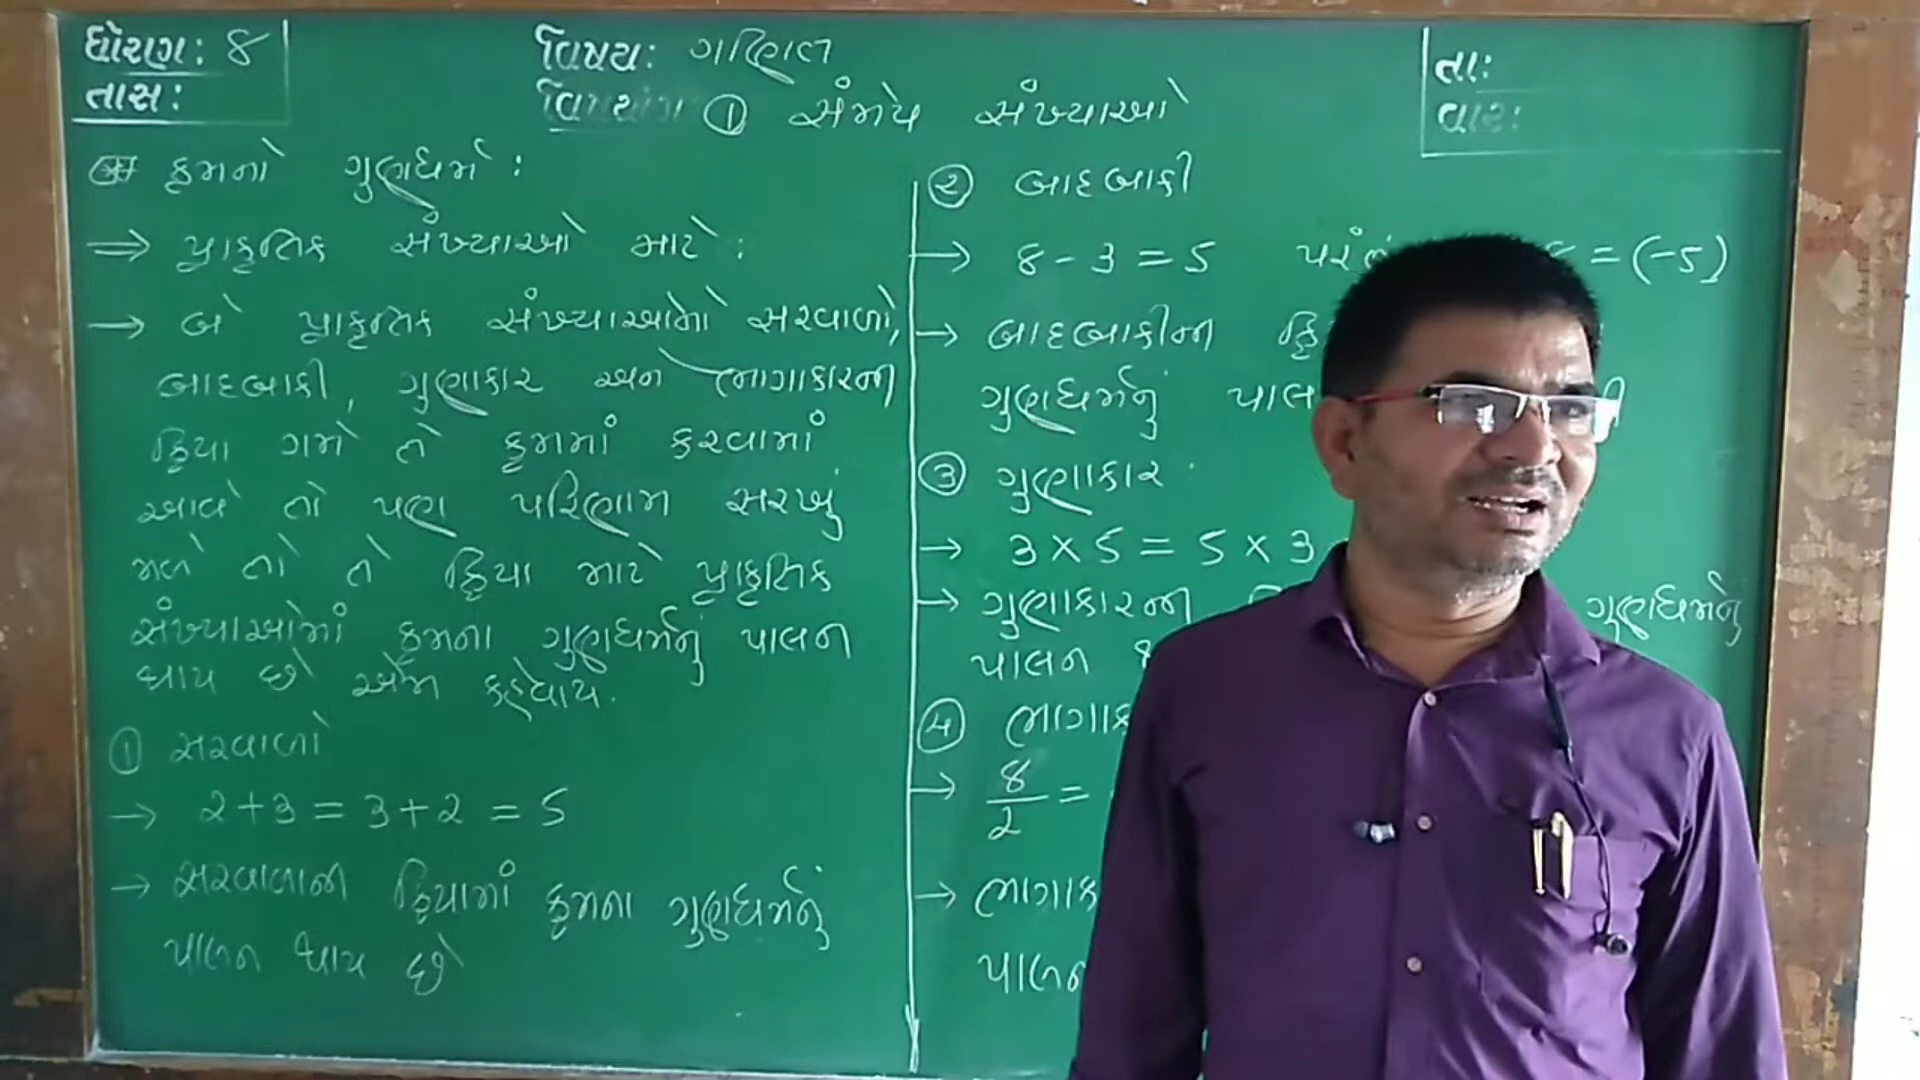 ધોરણ: ૪
તાસ:
વિષય: ગણિત
વિષયાંગ ① સંમેય સંખ્યાઓ
તા:
વાર:
ક્રમનો ગુણધર્મ :
⇒ પ્રાકૃતિક સંખ્યાઓ માટે :
→ બે પ્રાકૃતિક સંખ્યાઓનો સરવાળો,
બાદબાકી, ગુણાકાર અને ભાગાકારની
ક્રિયા ગમે તે ક્રમમાં કરવામાં
આવે તો પણ પરિણામ સરખું
મળે તો તે ક્રિયા માટે પ્રાકૃતિક
સંખ્યાઓમાં ક્રમના ગુણધર્મનું પાલન
થાય છે એમ કહેવાય.
① સરવાળો
→ 2 + 3 = 3 + 2 = 5
→ સરવાળાની ક્રિયામાં ક્રમના ગુણધર્મનું
પાલન થાય છે
② બાદબાકી
→ 8 - 3 = 5 = (-5)
→ બાદબાકીની
ગુણધર્મનું
③ ગુણાકાર
→ 3 × 5 = 5 × 3
→ ગુણાકારની ગુણધર્મનું
પાલન
④
→ 8/2 =
→
પાલન